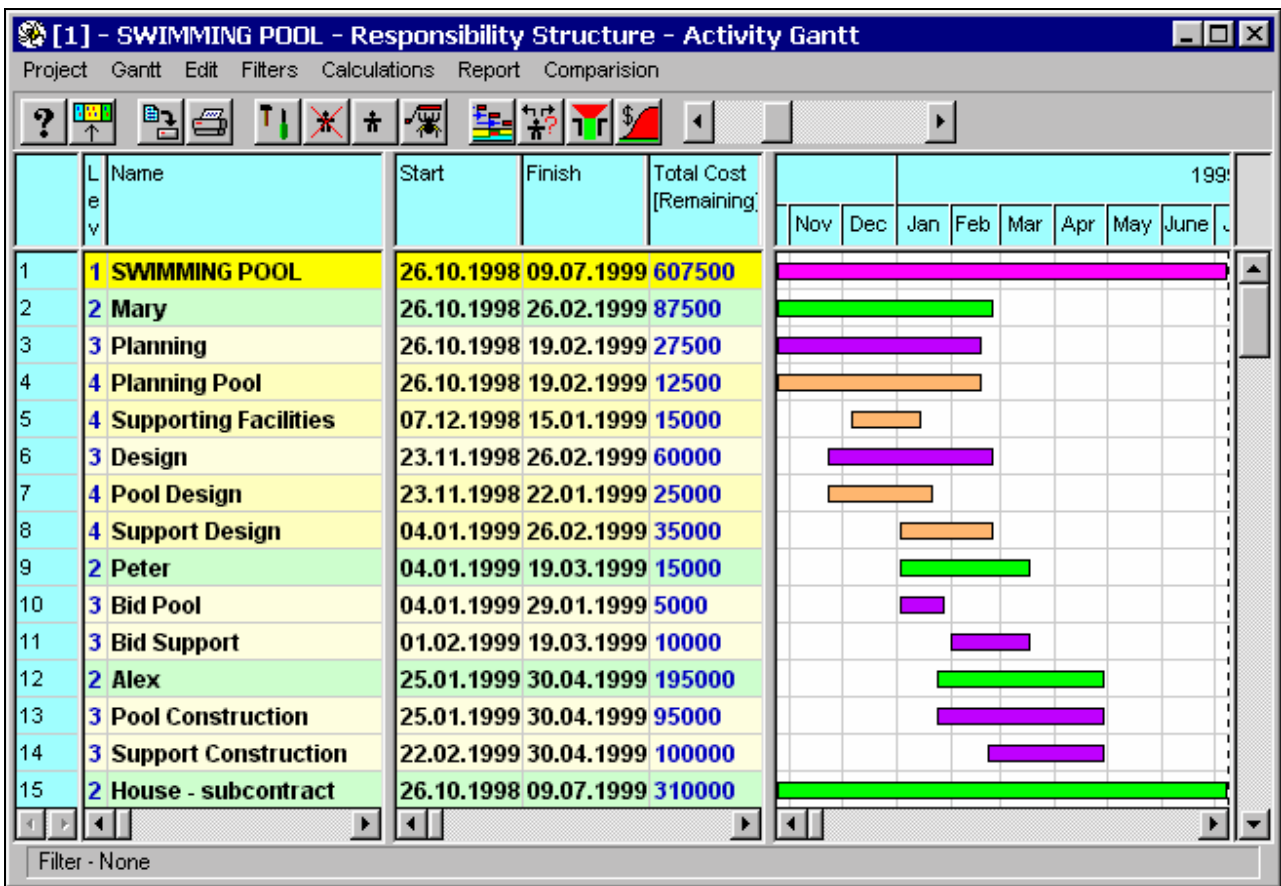 [1] - SWIMMING POOL - Responsibility Structure - Activity Gantt
Project Gantt Edit Filters Calculations Report Comparision
Lev Name Start Finish Total Cost [Remaining]
199
Nov Dec Jan Feb Mar Apr May June
1 1 SWIMMING POOL 26.10.1998 09.07.1999 607500
2 2 Mary 26.10.1998 26.02.1999 87500
3 3 Planning 26.10.1998 19.02.1999 27500
4 4 Planning Pool 26.10.1998 19.02.1999 12500
5 4 Supporting Facilities 07.12.1998 15.01.1999 15000
6 3 Design 23.11.1998 26.02.1999 60000
7 4 Pool Design 23.11.1998 22.01.1999 25000
8 4 Support Design 04.01.1999 26.02.1999 35000
9 2 Peter 04.01.1999 19.03.1999 15000
10 3 Bid Pool 04.01.1999 29.01.1999 5000
11 3 Bid Support 01.02.1999 19.03.1999 10000
12 2 Alex 25.01.1999 30.04.1999 195000
13 3 Pool Construction 25.01.1999 30.04.1999 95000
14 3 Support Construction 22.02.1999 30.04.1999 100000
15 2 House - subcontract 26.10.1998 09.07.1999 310000
Filter - None